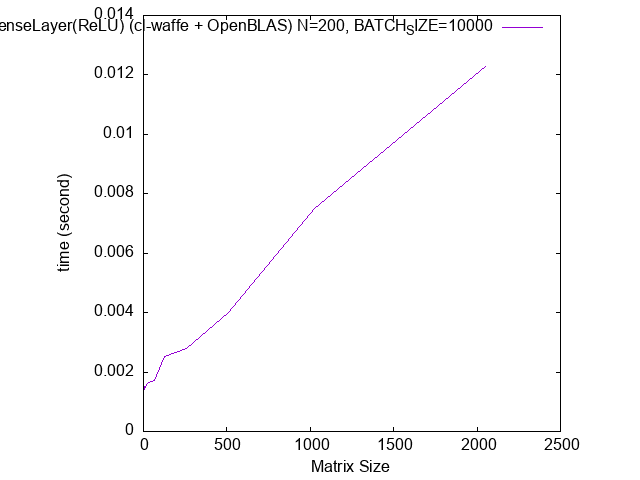 0.014
enseLayer(ReLU) (cl-waffe + OpenBLAS) N=200, BATCHSIZE=10000
0.012
0.01
0.008
time (second)
0.006
0.004
0.002
0
0 500 1000 1500 2000 2500
Matrix Size